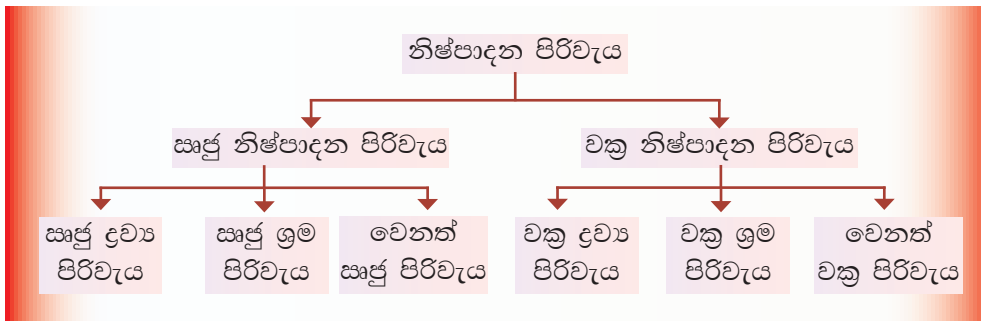 නිෂ්පාදන පිරිවැය
ඍජු නිෂ්පාදන පිරිවැය
වක්‍ර නිෂ්පාදන පිරිවැය
ඍජු ද්‍රව්‍ය
පිරිවැය
ඍජු ශ්‍රම
පිරිවැය
වෙනත්
ඍජු පිරිවැය
වක්‍ර ද්‍රව්‍ය
පිරිවැය
වක්‍ර ශ්‍රම
පිරිවැය
වෙනත්
වක්‍ර පිරිවැය